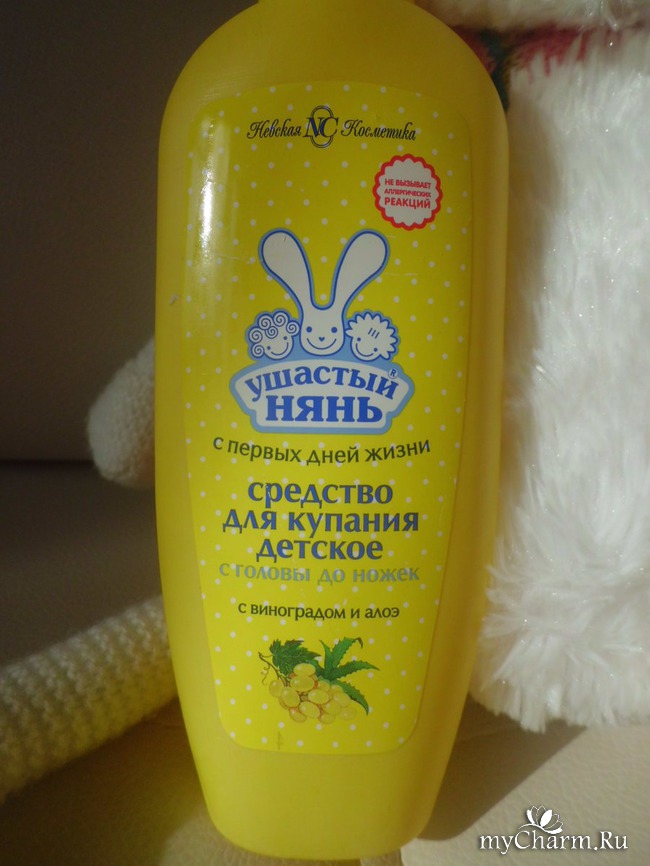 Невская NC Косметика
НЕ ВЫЗЫВАЕТ
АЛЛЕРГИЧЕСКИХ
РЕАКЦИЙ
ушастый ®
нянь
с первых дней жизни
средство
для купания
детское
с головы до ножек
с виноградом и алоэ
myCharm.Ru